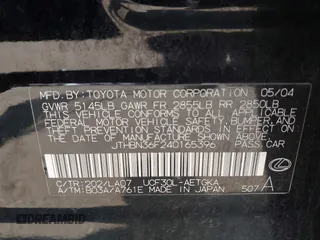 MFD.BY:TOYOTA MOTOR CORPORATION 05/04
GVWR 5145LB GAWR FR 2855LB RR 2850LB
THIS VEHICLE CONFORMS TO ALL APPLICABLE
FEDERAL MOTOR VEHICLE SAFETY, BUMPER, AND
THEFT PREVENTION STANDARDS IN EFFECT ON
THE DATE OF MANUFACTURE SHOWN ABOVE.
JTHBN36F240165396 PASS CAR
C/TR:202/LA07 UCF30L-AETGKA
A/TM:B03A/A761E MADE IN JAPAN 507 A
A BIDFAX.INFO